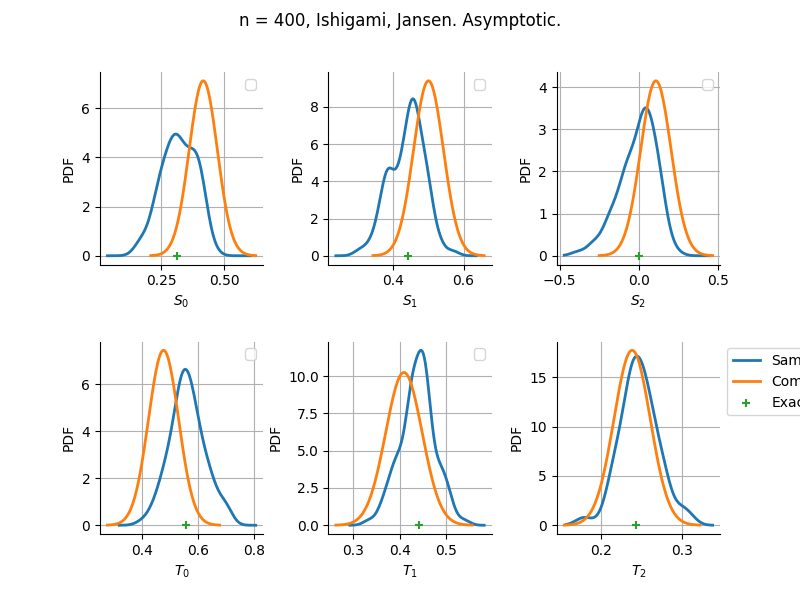 n = 400, Ishigami, Jansen. Asymptotic.
6
4
2
0
PDF
0.25
0.50
S₀
8
6
4
2
0
PDF
0.4
0.6
S₁
4
3
2
1
0
PDF
−0.5
0.0
0.5
S₂
6
4
2
0
PDF
0.4
0.6
0.8
T₀
10.0
7.5
5.0
2.5
0.0
PDF
0.3
0.4
0.5
T₁
15
10
5
0
PDF
0.2
0.3
T₂
Sam
Com
Exac